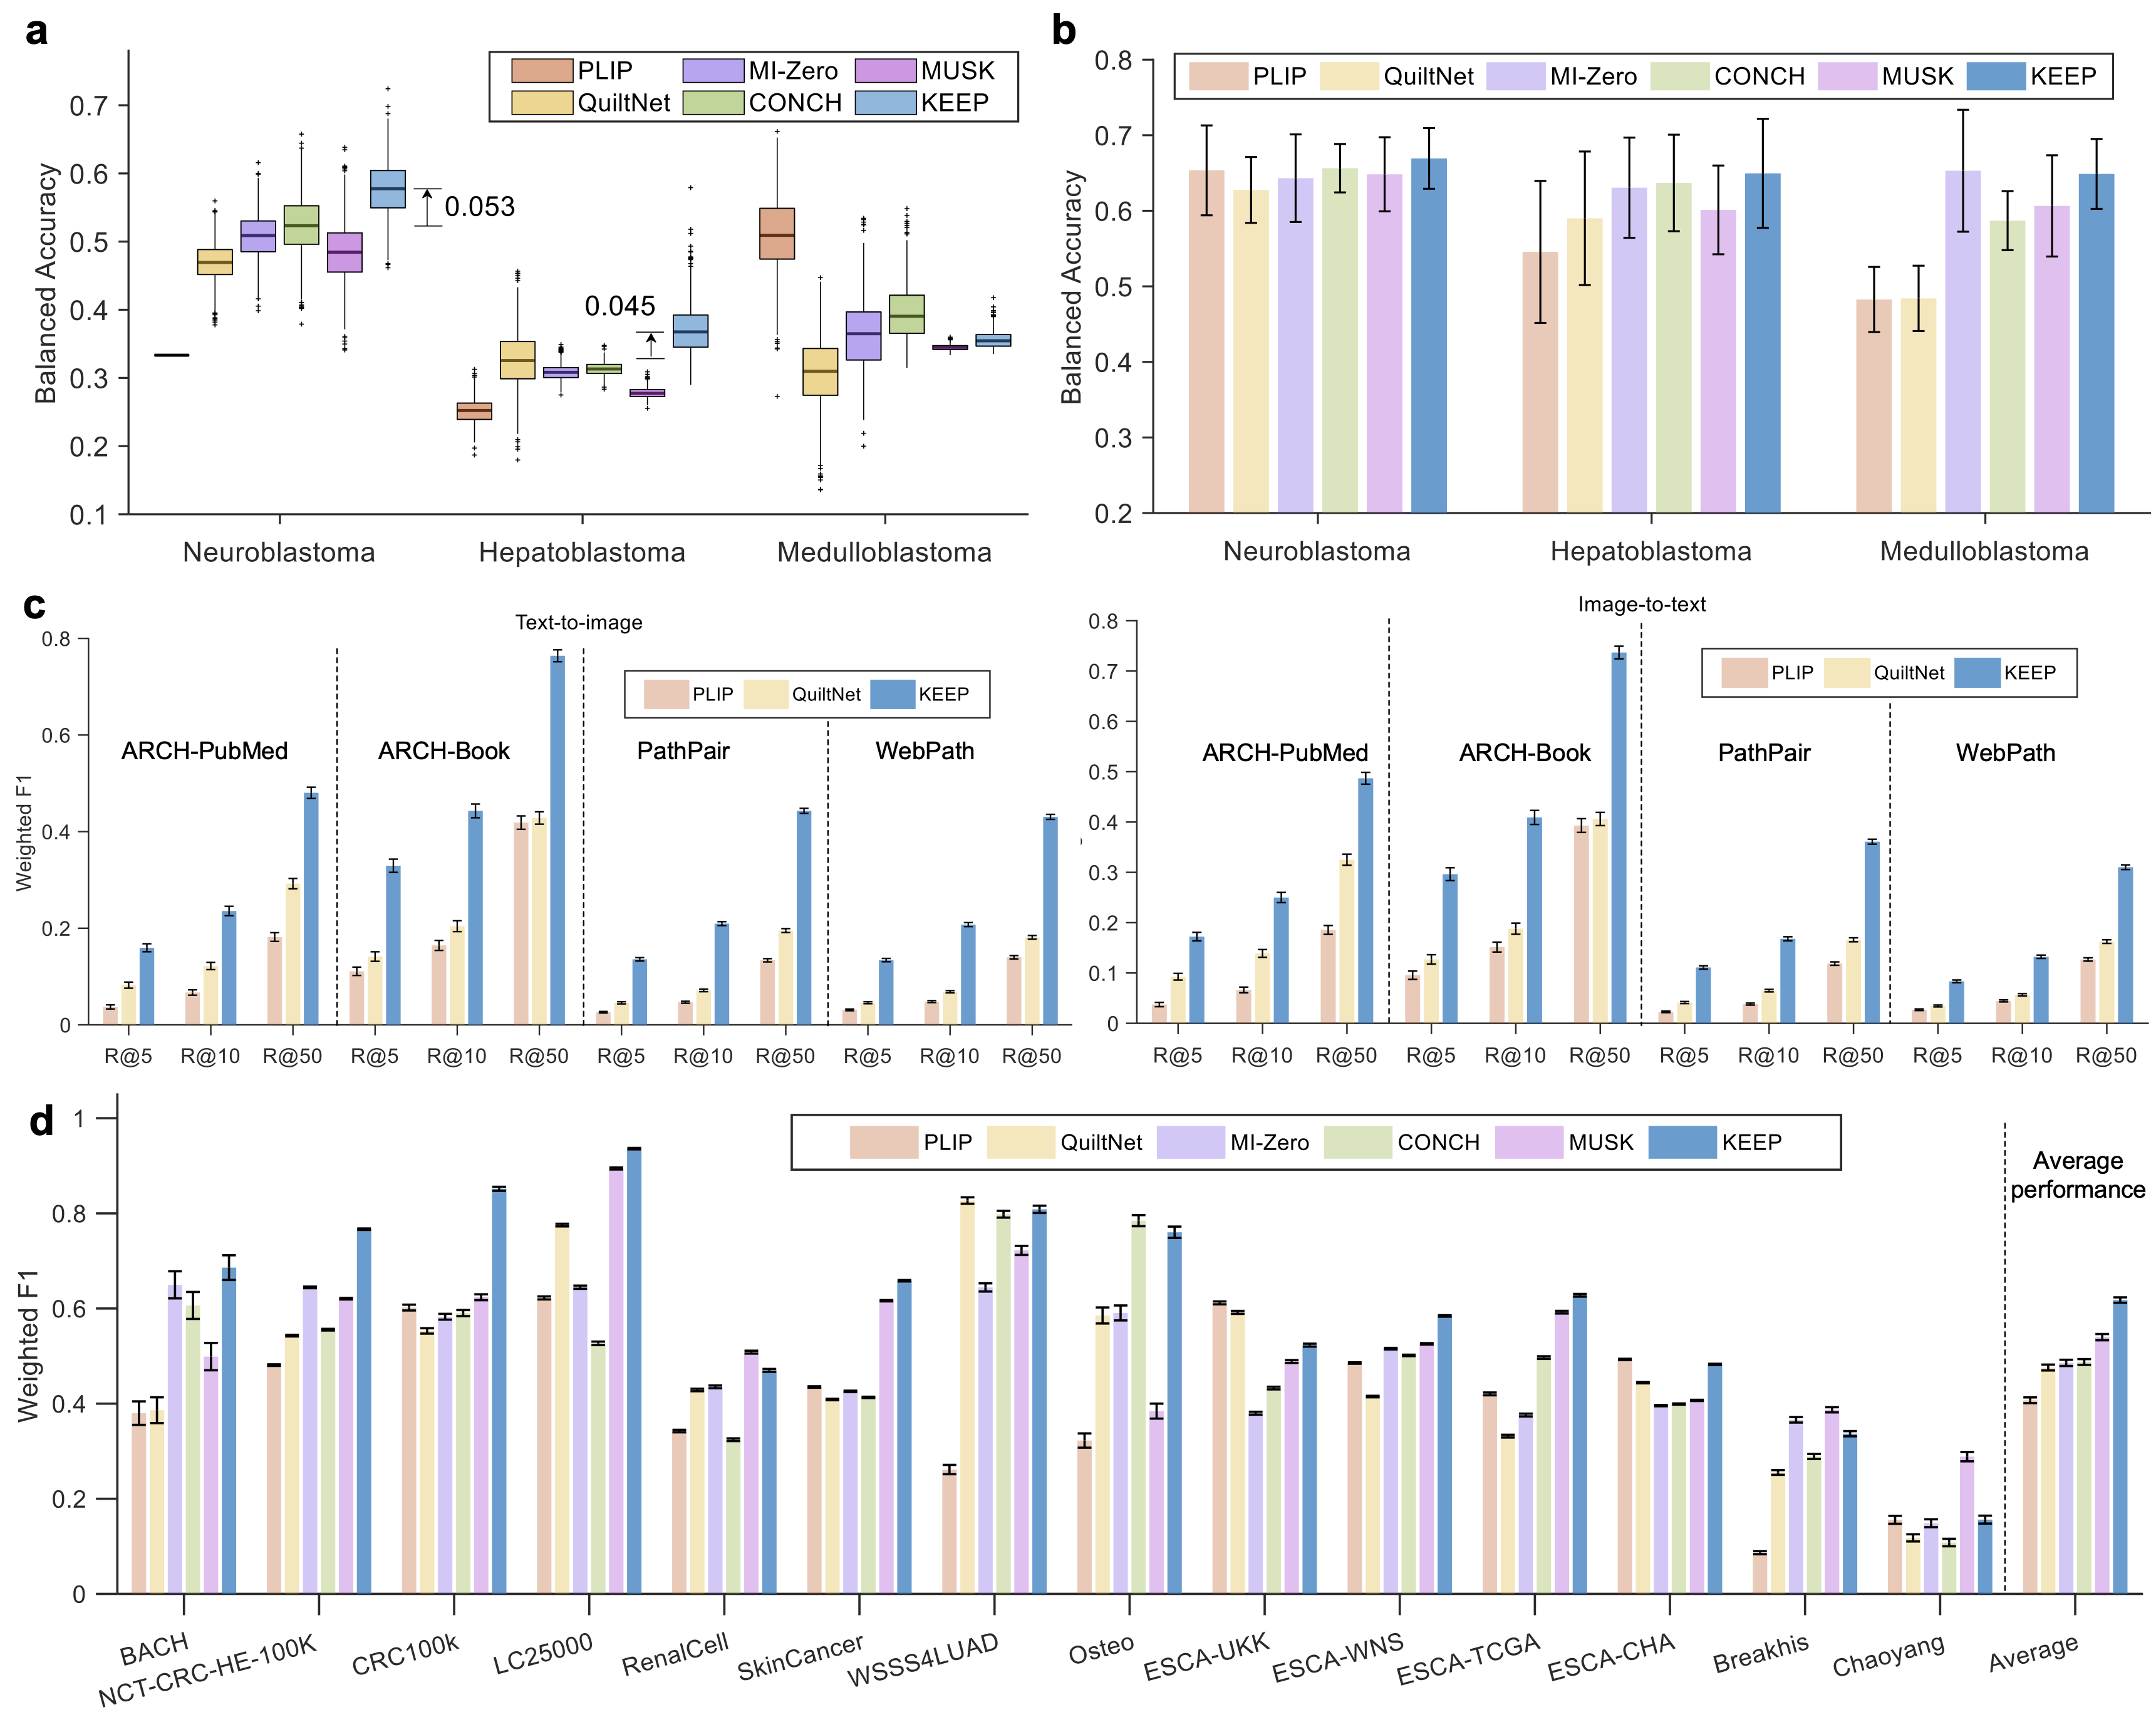 a
PLIP MI-Zero MUSK
QuiltNet CONCH KEEP
Balanced Accuracy
0.7
0.6
0.5
0.4
0.3
0.2
0.1
0.053
0.045
Neuroblastoma Hepatoblastoma Medulloblastoma
b
PLIP QuiltNet MI-Zero CONCH MUSK KEEP
Balanced Accuracy
0.8
0.7
0.6
0.5
0.4
0.3
0.2
Neuroblastoma Hepatoblastoma Medulloblastoma
c
Text-to-image
PLIP QuiltNet KEEP
ARCH-PubMed ARCH-Book PathPair WebPath
Weighted F1
0.8
0.6
0.4
0.2
0
R@5 R@10 R@50 R@5 R@10 R@50 R@5 R@10 R@50 R@5 R@10 R@50
Image-to-text
PLIP QuiltNet KEEP
ARCH-PubMed ARCH-Book PathPair WebPath
0.8
0.7
0.6
0.5
0.4
0.3
0.2
0.1
0
R@5 R@10 R@50 R@5 R@10 R@50 R@5 R@10 R@50 R@5 R@10 R@50
d
PLIP QuiltNet MI-Zero CONCH MUSK KEEP
Average
performance
Weighted F1
1
0.8
0.6
0.4
0.2
0
BACH NCT-CRC-HE-100K CRC100k LC25000 RenalCell SkinCancer WSSS4LUAD Osteo ESCA-UKK ESCA-WNS ESCA-TCGA ESCA-CHA Breakhis Chaoyang Average